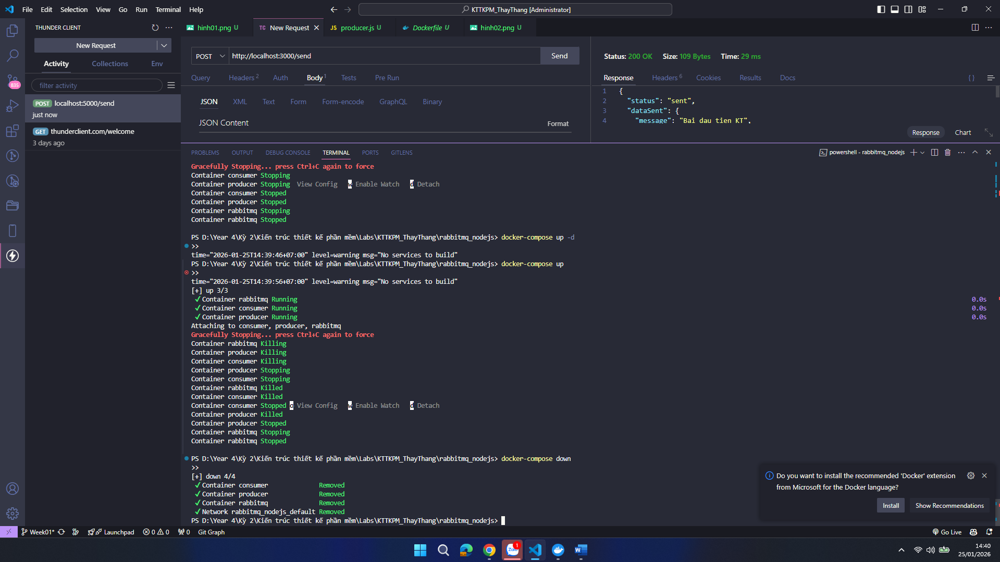 File Edit Selection View Go Run Terminal Help
KTTKPM_ThayThang [Administrator]
THUNDER CLIENT
New Request
Activity Collections Env
filter activity
POST localhost:5000/send
just now
GET thunderclient.com/welcome
3 days ago
835
hinh01.png U
TC New Request
JS producer.js U
Dockerfile U
hinh02.png U
POST http://localhost:3000/send Send
Query Headers 2 Auth Body 1 Tests Pre Run
JSON XML Text Form Form-encode GraphQL Binary
JSON Content Format
Status: 200 OK Size: 109 Bytes Time: 29 ms
Response Headers 6 Cookies Results Docs { }
1 {
2 "status": "sent",
3 "dataSent": {
4 "message": "Bai dau tien KT",
Response Chart
PROBLEMS OUTPUT DEBUG CONSOLE TERMINAL PORTS GITLENS
powershell - rabbitmq_nodejs
Gracefully Stopping... press Ctrl+C again to force
Container consumer Stopping
Container producer Stopping View Config w Enable Watch d Detach
Container consumer Stopped
Container producer Stopped
Container rabbitmq Stopping
Container rabbitmq Stopped
PS D:\Year 4\Kỳ 2\Kiến trúc thiết kế phần mềm\Labs\KTTKPM_ThayThang\rabbitmq_nodejs> docker-compose up -d
>>
time="2026-01-25T14:39:46+07:00" level=warning msg="No services to build"
PS D:\Year 4\Kỳ 2\Kiến trúc thiết kế phần mềm\Labs\KTTKPM_ThayThang\rabbitmq_nodejs> docker-compose up
>>
time="2026-01-25T14:39:56+07:00" level=warning msg="No services to build"
[+] up 3/3
✔Container rabbitmq Running 0.0s
✔Container consumer Running 0.0s
✔Container producer Running 0.0s
Attaching to consumer, producer, rabbitmq
Gracefully Stopping... press Ctrl+C again to force
Container rabbitmq Killing
Container producer Killing
Container consumer Killing
Container producer Stopping
Container consumer Stopping
Container rabbitmq Killed
Container consumer Killed
Container consumer Stopped o View Config w Enable Watch d Detach
Container producer Killed
Container producer Stopped
Container rabbitmq Stopping
Container rabbitmq Stopped
PS D:\Year 4\Kỳ 2\Kiến trúc thiết kế phần mềm\Labs\KTTKPM_ThayThang\rabbitmq_nodejs> docker-compose down
>>
[+] down 4/4
✔Container consumer Removed
✔Container producer Removed
✔Container rabbitmq Removed
✔Network rabbitmq_nodejs_default Removed
PS D:\Year 4\Kỳ 2\Kiến trúc thiết kế phần mềm\Labs\KTTKPM_ThayThang\rabbitmq_nodejs>
Do you want to install the recommended 'Docker' extension
from Microsoft for the Docker language?
Install Show Recommendations
Week01* Launchpad 0 0 0 Git Graph Go Live
Zalo 1
14:40
25/01/2026